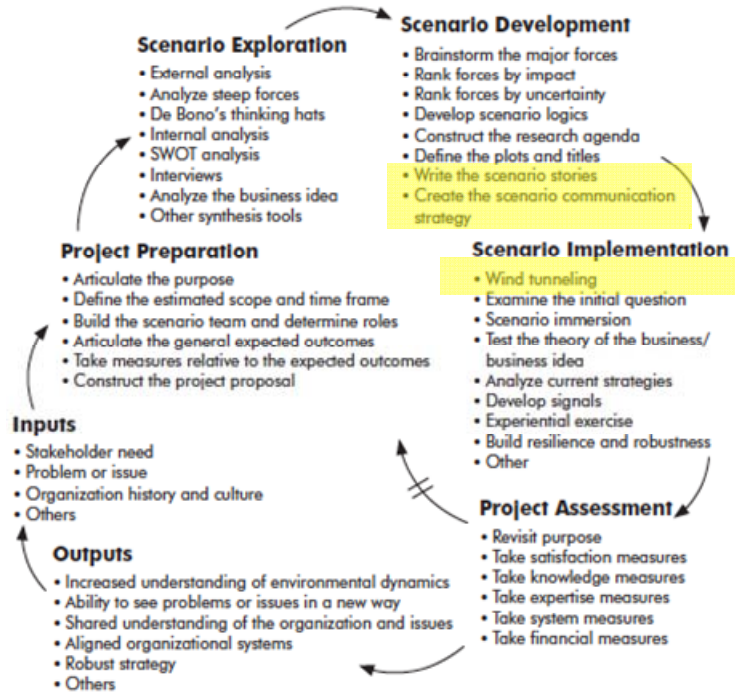 Scenario Exploration
• External analysis
• Analyze steep forces
• De Bono's thinking hats
• Internal analysis
• SWOT analysis
• Interviews
• Analyze the business idea
• Other synthesis tools
Scenario Development
• Brainstorm the major forces
• Rank forces by impact
• Rank forces by uncertainty
• Develop scenario logics
• Construct the research agenda
• Define the plots and titles
• Write the scenario stories
• Create the scenario communication
strategy
Project Preparation
• Articulate the purpose
• Define the estimated scope and time frame
• Build the scenario team and determine roles
• Articulate the general expected outcomes
• Take measures relative to the expected outcomes
• Construct the project proposal
Scenario Implementation
• Wind tunneling
• Examine the initial question
• Scenario immersion
• Test the theory of the business/
business idea
• Analyze current strategies
• Develop signals
• Experiential exercise
• Build resilience and robustness
• Other
Inputs
• Stakeholder need
• Problem or issue
• Organization history and culture
• Others
Project Assessment
• Revisit purpose
• Take satisfaction measures
• Take knowledge measures
• Take expertise measures
• Take system measures
• Take financial measures
Outputs
• Increased understanding of environmental dynamics
• Ability to see problems or issues in a new way
• Shared understanding of the organization and issues
• Aligned organizational systems
• Robust strategy
• Others